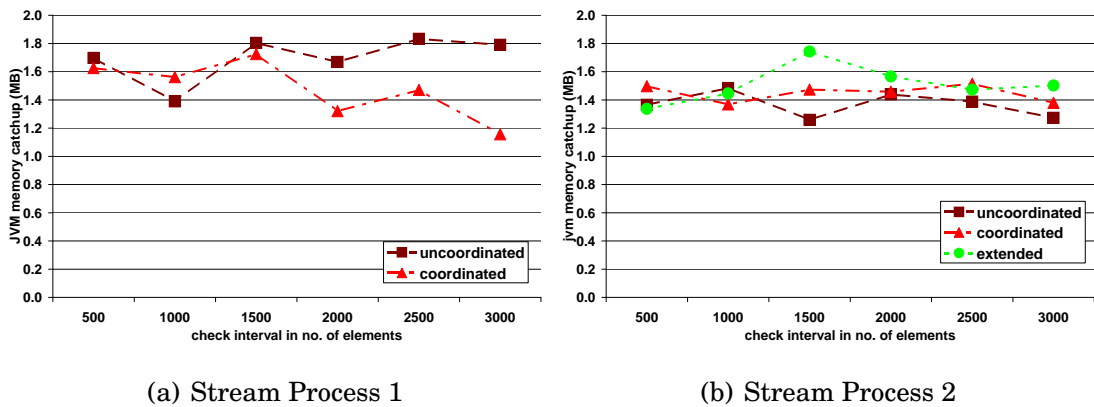 2.0
1.8
1.6
1.4
1.2
1.0
0.8
0.6
0.4
0.2
0.0
JVM memory catchup (MB)
uncoordinated
coordinated
500 1000 1500 2000 2500 3000
check interval in no. of elements
(a) Stream Process 1
2.0
1.8
1.6
1.4
1.2
1.0
0.8
0.6
0.4
0.2
0.0
jvm memory catchup (MB)
uncoordinated
coordinated
extended
500 1000 1500 2000 2500 3000
check interval in no. of elements
(b) Stream Process 2